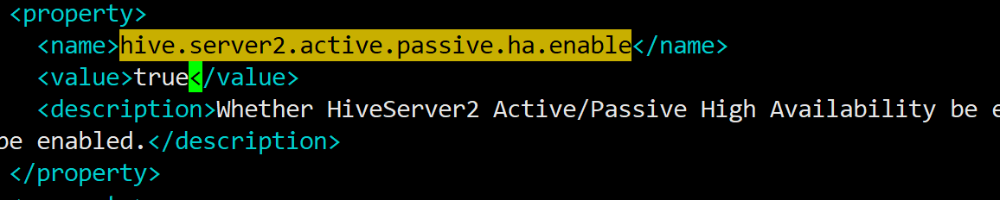 <property>
<name>hive.server2.active.passive.ha.enable</name>
<value>true</value>
<description>Whether HiveServer2 Active/Passive High Availability be e
be enabled.</description>
</property>